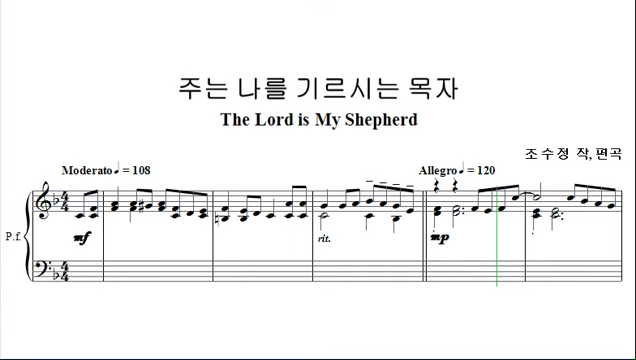 주는 나를 기르시는 목자
The Lord is My Shepherd
조 수 정 작, 편곡
Moderato ♩ = 108
Allegro ♩ = 120
P.f.
mf
rit.
mp